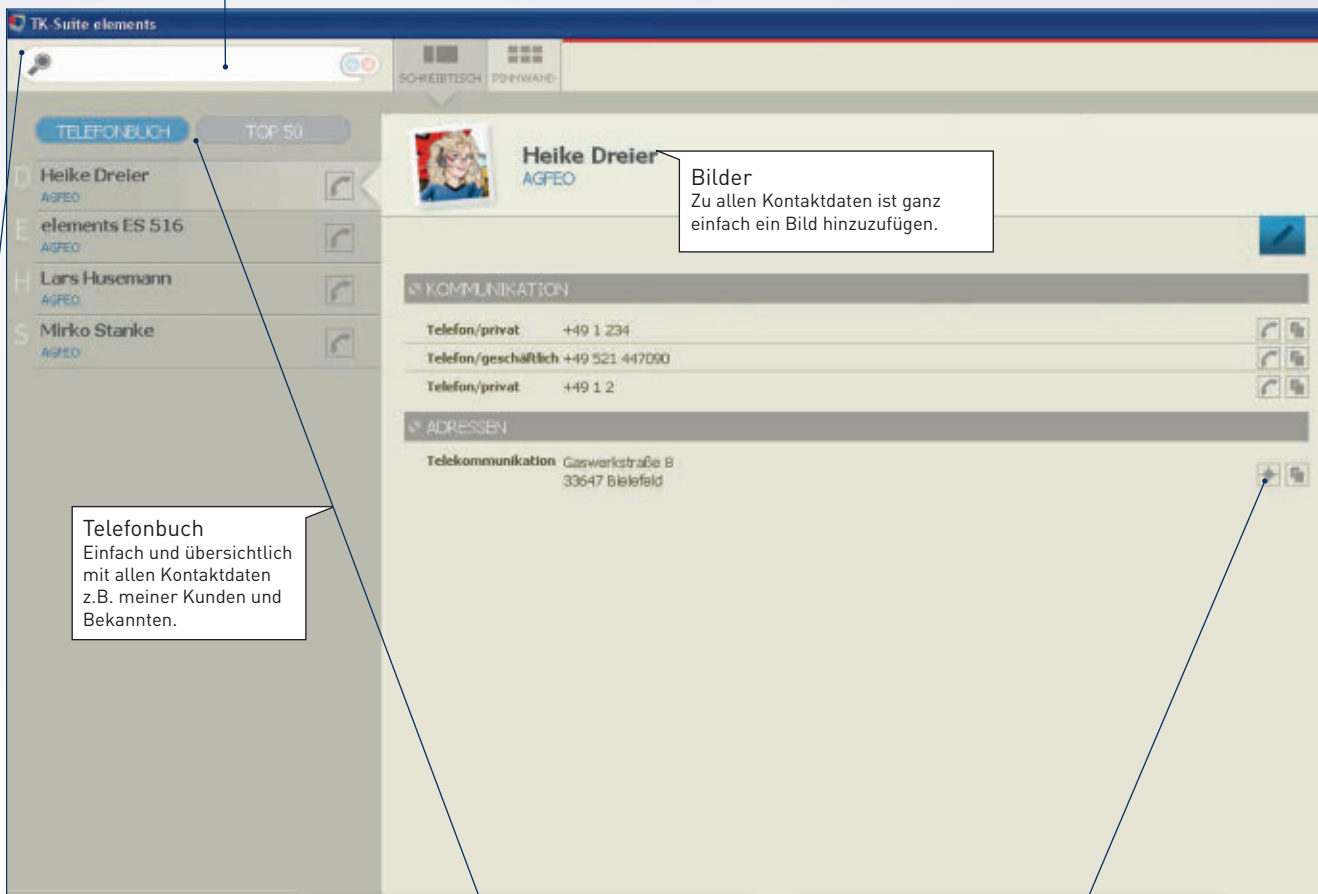 TK-Suite elements
SCHREIBTISCH PINNWAND
TELEFONBUCH TOP 50
D Heike Dreier
AGFEO
E elements ES 516
AGFEO
H Lars Husemann
AGFEO
S Mirko Stanke
AGFEO
Heike Dreier
AGFEO
Bilder
Zu allen Kontaktdaten ist ganz
einfach ein Bild hinzuzufügen.
KOMMUNIKATION
Telefon/privat +49 1 234
Telefon/geschäftlich +49 521 447090
Telefon/privat +49 1 2
ADRESSEN
Telekommunikation Gaswerkstraße 8
33647 Bielefeld
Telefonbuch
Einfach und übersichtlich
mit allen Kontaktdaten
z.B. meiner Kunden und
Bekannten.